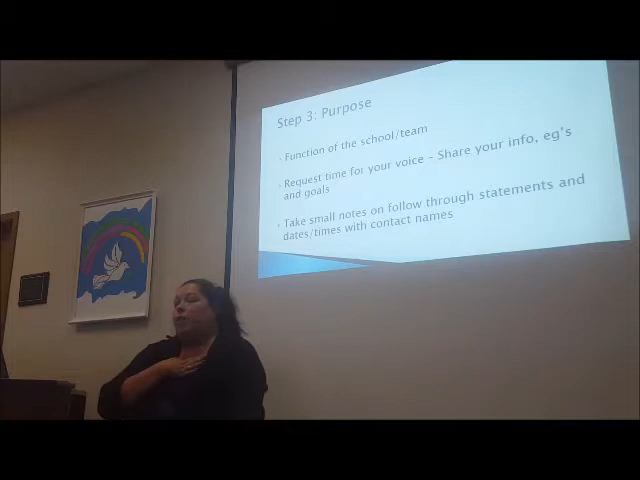 Step 3: Purpose
Function of the school/team
Request time for your voice – Share your info, eg's
and goals
Take small notes on follow through statements and
dates/times with contact names